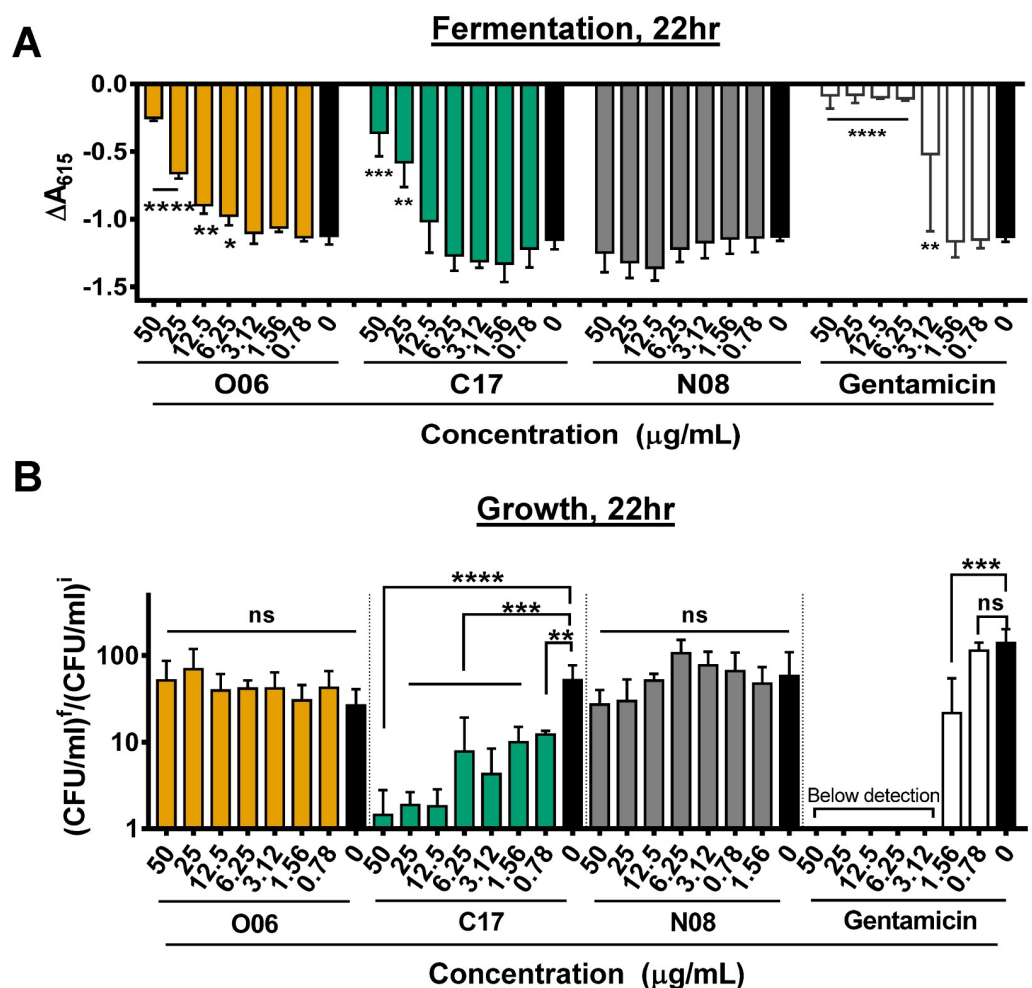 A
Fermentation, 22hr
0.0
-0.5
-1.0
-1.5
ΔA615
**** ** *
*** **
****
**
50 25 12.5 6.25 3.12 1.56 0.78 0 50 25 12.5 6.25 3.12 1.56 0.78 0 50 25 12.5 6.25 3.12 1.56 0.78 0 50 25 12.5 6.25 3.12 1.56 0.78 0
O06 C17 N08 Gentamicin
Concentration (μg/mL)
B
Growth, 22hr
(CFU/ml)f/(CFU/ml)i
100
10
1
ns
****
***
**
ns
***
ns
Below detection
50 25 12.5 6.25 3.12 1.56 0.78 0 50 25 12.5 6.25 3.12 1.56 0.78 0 50 25 12.5 6.25 3.12 0.78 1.56 0 50 25 12.5 6.25 3.12 1.56 0.78 0
O06 C17 N08 Gentamicin
Concentration (μg/mL)